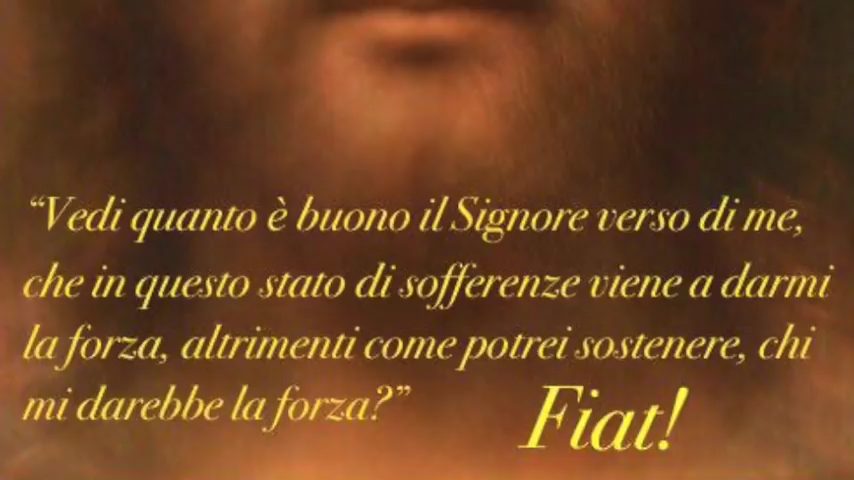 “Vedi quanto è buono il Signore verso di me,
che in questo stato di sofferenze viene a darmi
la forza, altrimenti come potrei sostenere, chi
mi darebbe la forza?”
Fiat!